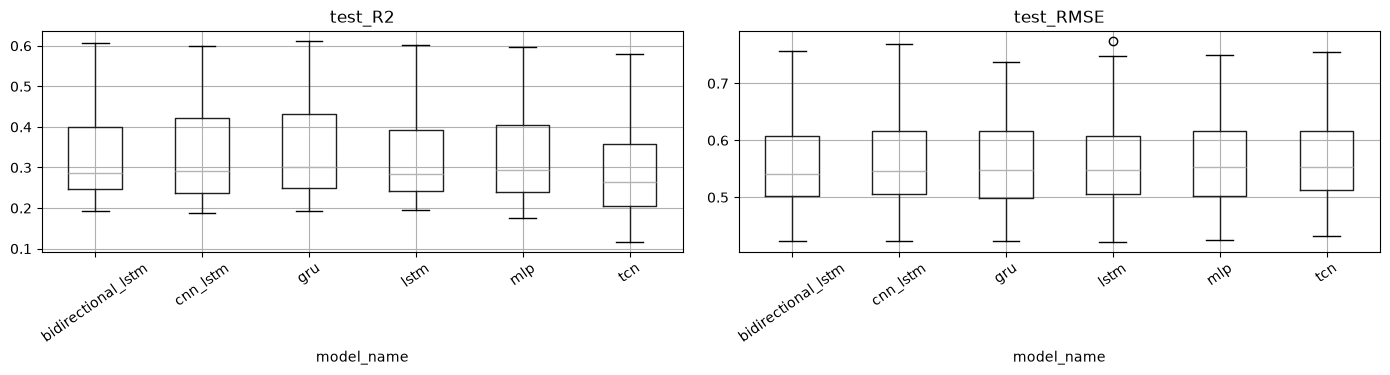 test_R2
0.6
0.5
0.4
0.3
0.2
0.1
bidirectional_lstm
cnn_lstm
gru
lstm
mlp
tcn
model_name
test_RMSE
0.7
0.6
0.5
bidirectional_lstm
cnn_lstm
gru
lstm
mlp
tcn
model_name